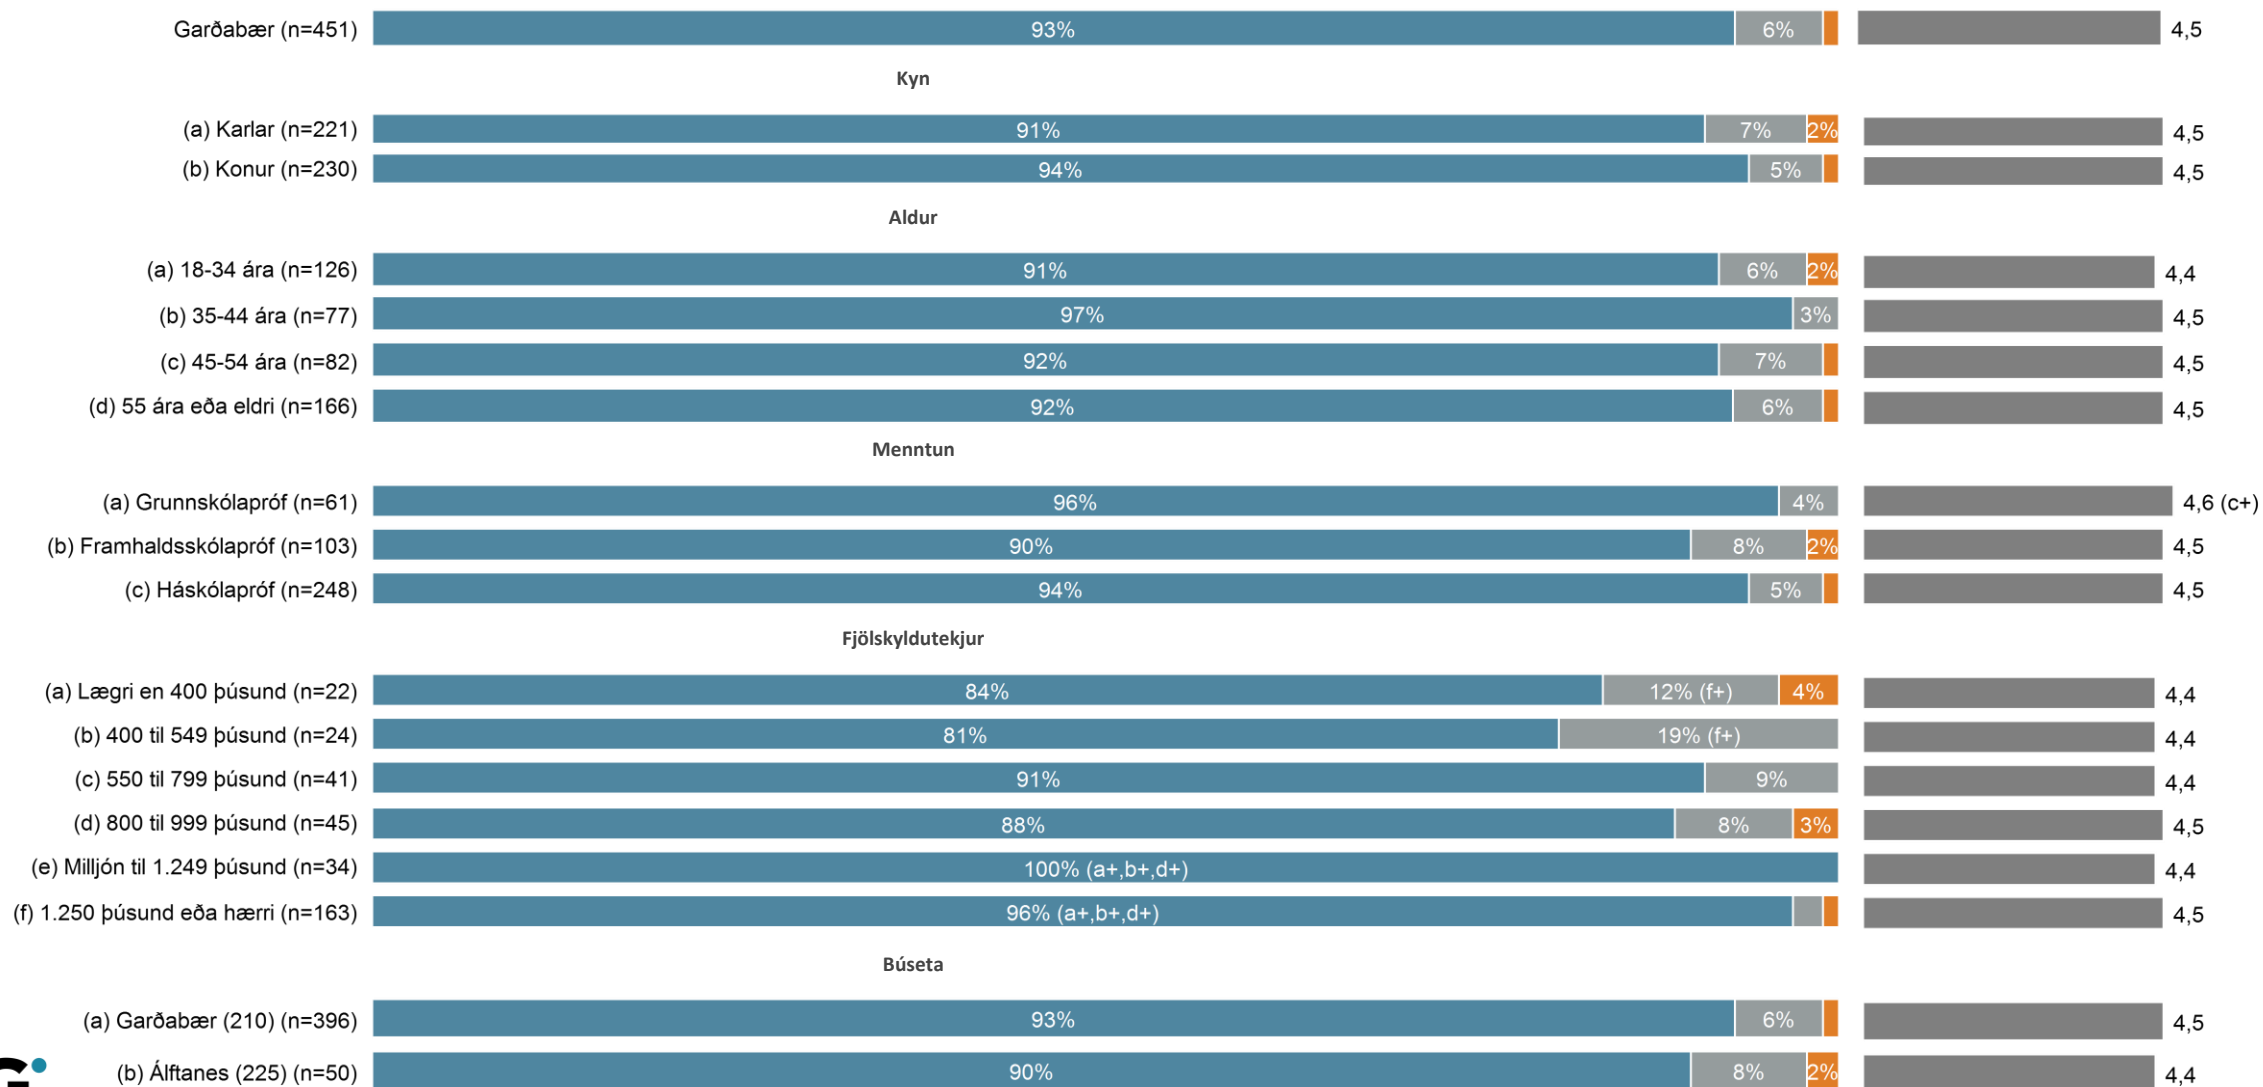 Garðabær (n=451) 93% 6% 4,5
Kyn
(a) Karlar (n=221) 91% 7% 2% 4,5
(b) Konur (n=230) 94% 5% 4,5
Aldur
(a) 18-34 ára (n=126) 91% 6% 2% 4,4
(b) 35-44 ára (n=77) 97% 3% 4,5
(c) 45-54 ára (n=82) 92% 7% 4,5
(d) 55 ára eða eldri (n=166) 92% 6% 4,5
Menntun
(a) Grunnskólapróf (n=61) 96% 4% 4,6 (c+)
(b) Framhaldsskólapróf (n=103) 90% 8% 2% 4,5
(c) Háskólapróf (n=248) 94% 5% 4,5
Fjölskyldutekjur
(a) Lægri en 400 þúsund (n=22) 84% 12% (f+) 4% 4,4
(b) 400 til 549 þúsund (n=24) 81% 19% (f+) 4,4
(c) 550 til 799 þúsund (n=41) 91% 9% 4,4
(d) 800 til 999 þúsund (n=45) 88% 8% 3% 4,5
(e) Milljón til 1.249 þúsund (n=34) 100% (a+,b+,d+) 4,4
(f) 1.250 þúsund eða hærri (n=163) 96% (a+,b+,d+) 4,5
Búseta
(a) Garðabær (210) (n=396) 93% 6% 4,5
(b) Álftanes (225) (n=50) 90% 8% 2% 4,4